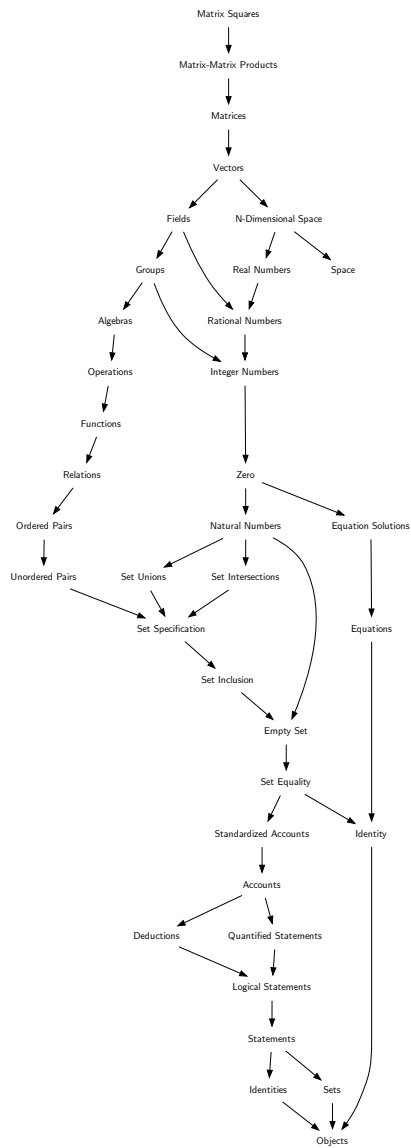 Matrix Squares
Matrix-Matrix Products
Matrices
Vectors
Fields
N-Dimensional Space
Groups
Real Numbers
Space
Algebras
Rational Numbers
Operations
Integer Numbers
Functions
Relations
Zero
Ordered Pairs
Natural Numbers
Equation Solutions
Unordered Pairs
Set Unions
Set Intersections
Set Specification
Equations
Set Inclusion
Empty Set
Set Equality
Standardized Accounts
Identity
Accounts
Deductions
Quantified Statements
Logical Statements
Statements
Identities
Sets
Objects